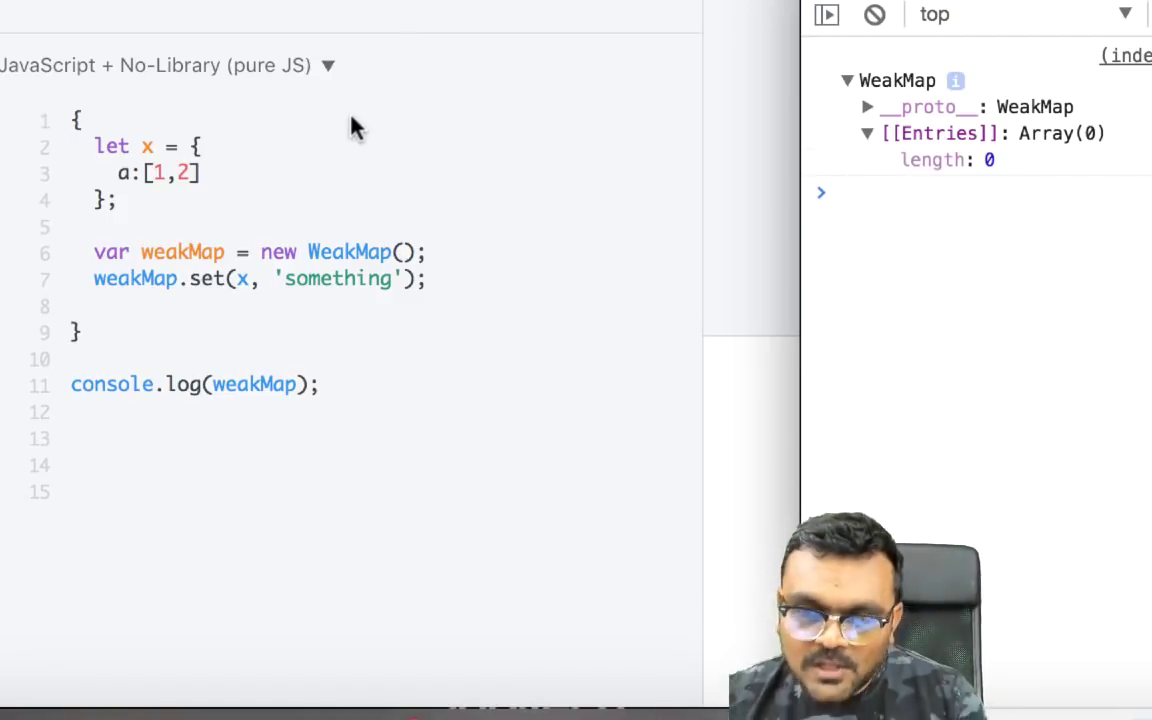 JavaScript + No-Library (pure JS) ▼
1 {
2 let x = {
3 a:[1,2]
4 };
5
6 var weakMap = new WeakMap();
7 weakMap.set(x, 'something');
8
9 }
10
11 console.log(weakMap);
12
13
14
15
top ▼
(inde
▼ WeakMap i
▶ __proto__: WeakMap
▼ [[Entries]]: Array(0)
length: 0
>